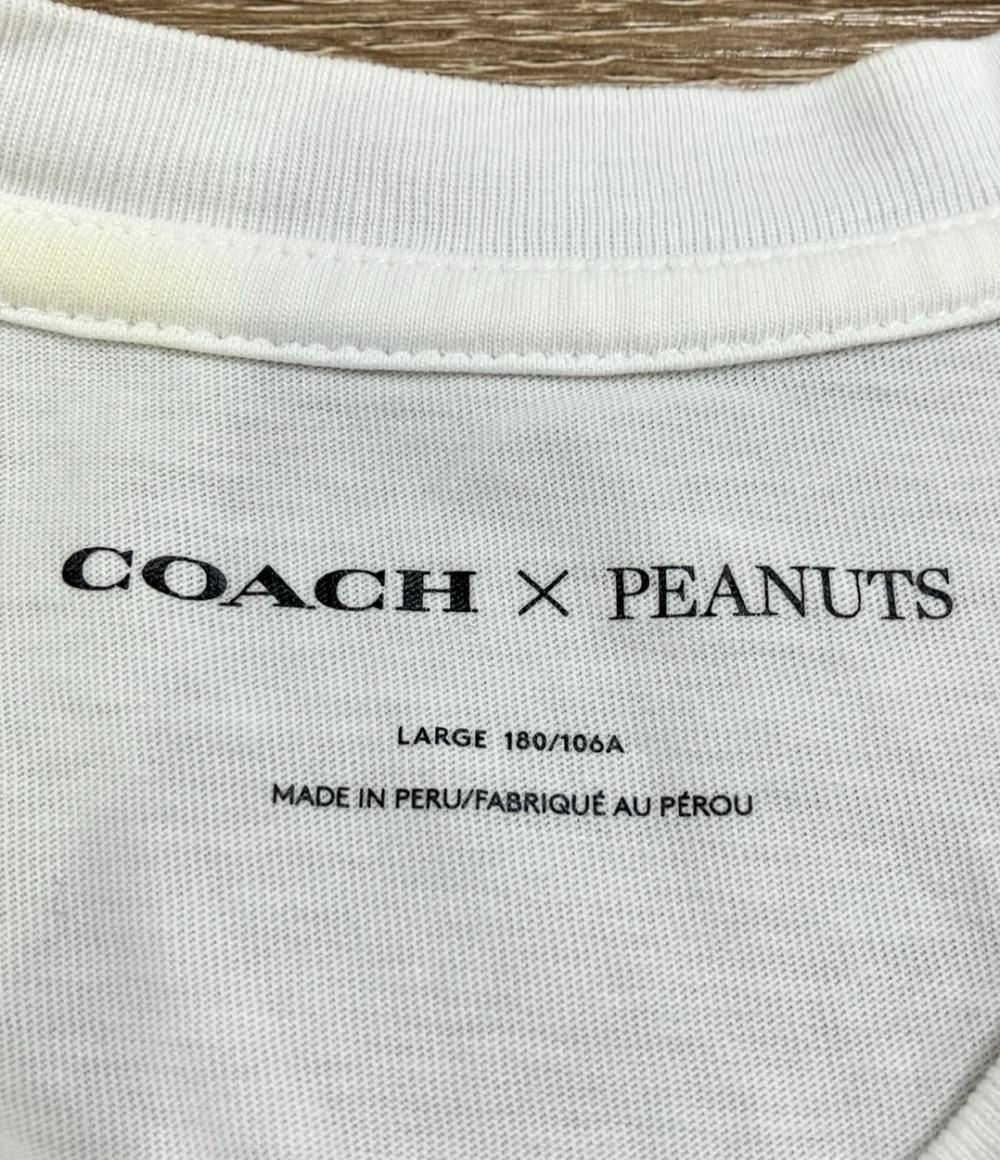 COACH × PEANUTS
LARGE 180/106A
MADE IN PERU/FABRIQUÉ AU PÉROU